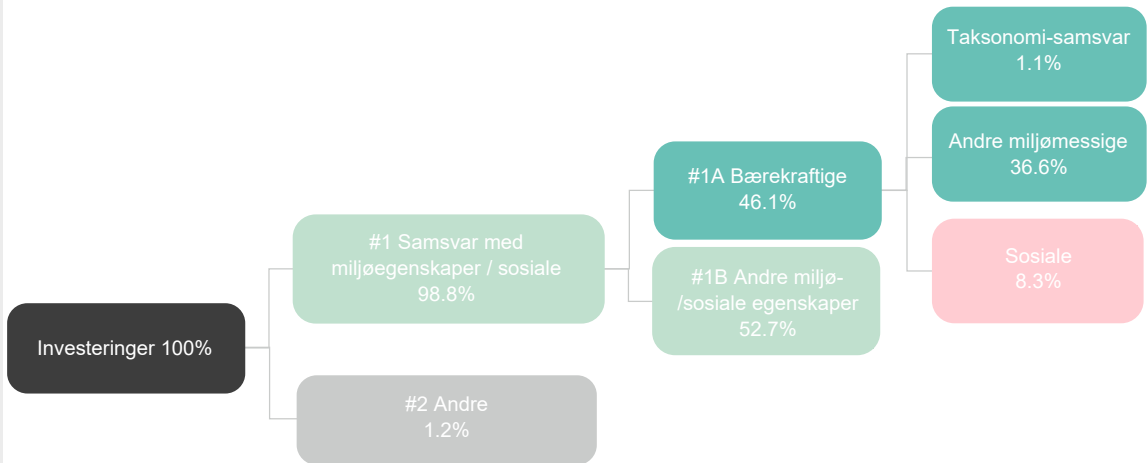 Taksonomi-samsvar
1.1%
Andre miljømessige
36.6%
#1A Bærekraftige
46.1%
#1 Samsvar med
miljøegenskaper / sosiale
98.8%
Sosiale
8.3%
#1B Andre miljø-
/sosiale egenskaper
52.7%
Investeringer 100%
#2 Andre
1.2%